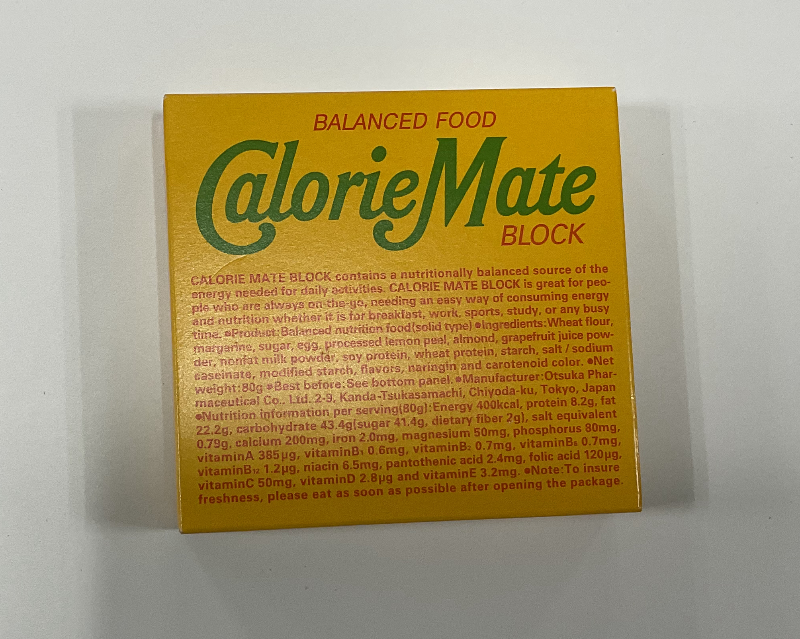 BALANCED FOOD
CalorieMate
BLOCK
CALORIE MATE BLOCK contains a nutritionally balanced source of the
energy needed for daily activities. CALORIE MATE BLOCK is great for peo-
ple who are always on-the-go, needing an easy way of consuming energy
and nutrition whether it is for breakfast, work, sports, study, or any busy
time. ●Product:Balanced nutrition food(solid type) ●Ingredients:Wheat flour,
margarine, sugar, egg, processed lemon peel, almond, grapefruit juice pow-
der, nonfat milk powder, soy protein, wheat protein, starch, salt / sodium
caseinate, modified starch, flavors, naringin and carotenoid color. ●Net
weight:80g ●Best before:See bottom panel. ●Manufacturer:Otsuka Phar-
maceutical Co., Ltd. 2-9, Kanda-Tsukasamachi, Chiyoda-ku, Tokyo, Japan
●Nutrition information per serving(80g):Energy 400kcal, protein 8.2g, fat
22.2g, carbohydrate 43.4g(sugar 41.4g, dietary fiber 2g), salt equivalent
0.79g, calcium 200mg, iron 2.0mg, magnesium 50mg, phosphorus 80mg,
vitaminA 385μg, vitaminB₁ 0.6mg, vitaminB₂ 0.7mg, vitaminB₆ 0.7mg,
vitaminB₁₂ 1.2μg, niacin 6.5mg, pantothenic acid 2.4mg, folic acid 120μg,
vitaminC 50mg, vitaminD 2.8μg and vitaminE 3.2mg. ●Note:To insure
freshness, please eat as soon as possible after opening the package.